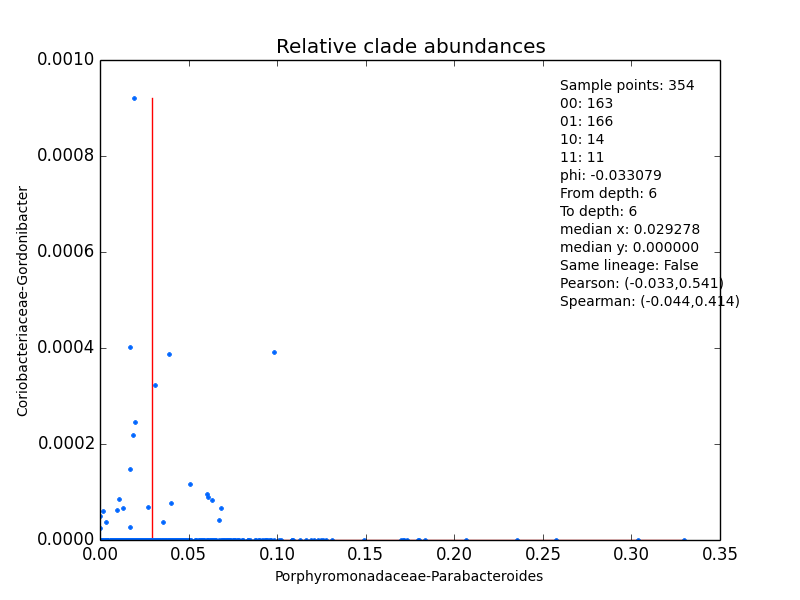 Relative clade abundances
0.0010
0.0008
0.0006
0.0004
0.0002
0.0000
Coriobacteriaceae-Gordonibacter
Sample points: 354
00: 163
01: 166
10: 14
11: 11
phi: -0.033079
From depth: 6
To depth: 6
median x: 0.029278
median y: 0.000000
Same lineage: False
Pearson: (-0.033,0.541)
Spearman: (-0.044,0.414)
0.00 0.05 0.10 0.15 0.20 0.25 0.30 0.35
Porphyromonadaceae-Parabacteroides